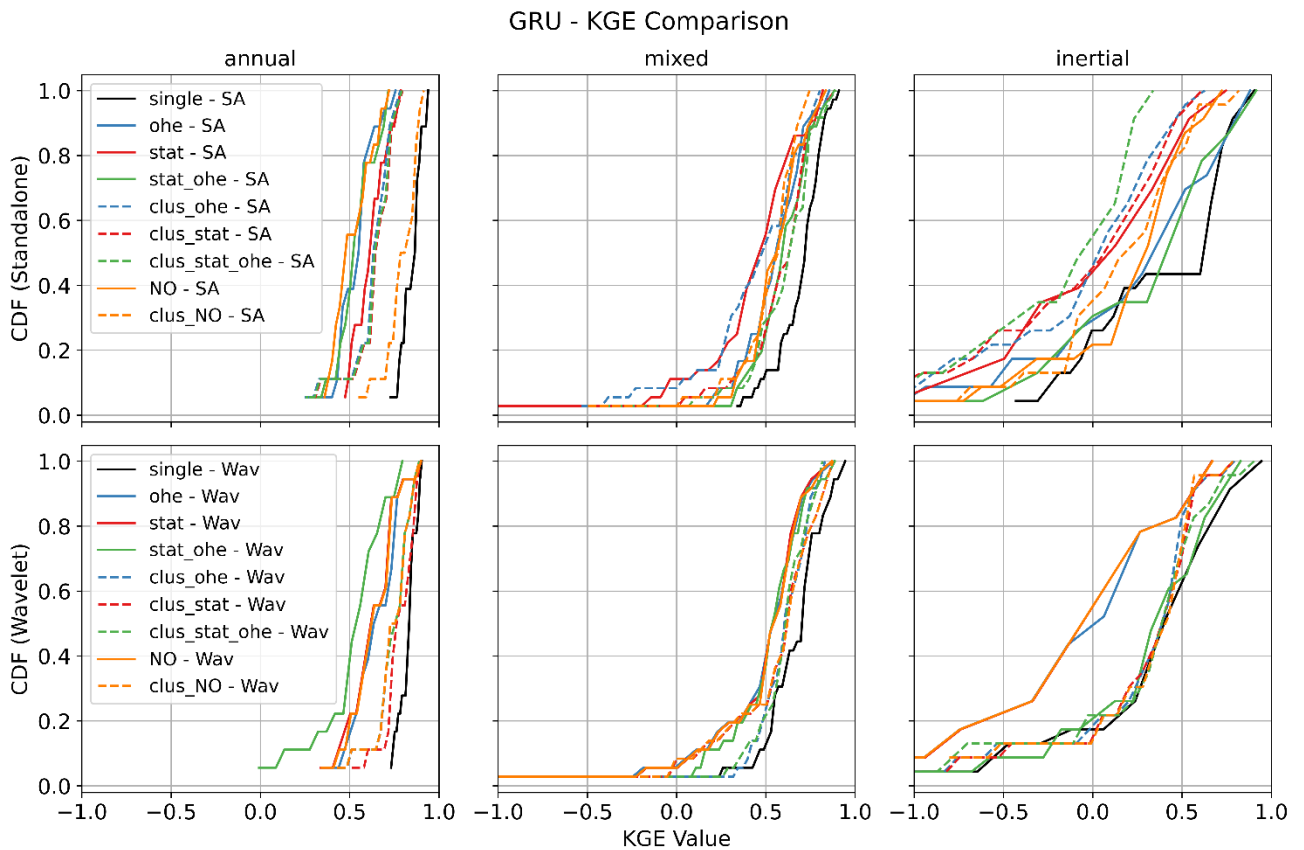 GRU - KGE Comparison
annual
mixed
inertial
CDF (Standalone)
1.0
0.8
0.6
0.4
0.2
0.0
single - SA
ohe - SA
stat - SA
stat_ohe - SA
clus_ohe - SA
clus_stat - SA
clus_stat_ohe - SA
NO - SA
clus_NO - SA
CDF (Wavelet)
1.0
0.8
0.6
0.4
0.2
0.0
single - Wav
ohe - Wav
stat - Wav
stat_ohe - Wav
clus_ohe - Wav
clus_stat - Wav
clus_stat_ohe - Wav
NO - Wav
clus_NO - Wav
−1.0 −0.5 0.0 0.5 1.0
−1.0 −0.5 0.0 0.5 1.0
−1.0 −0.5 0.0 0.5 1.0
KGE Value